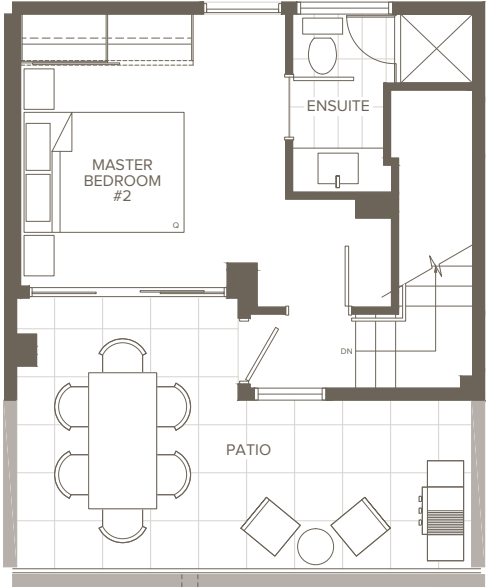 ENSUITE
MASTER
BEDROOM
#2
Q
DN
PATIO